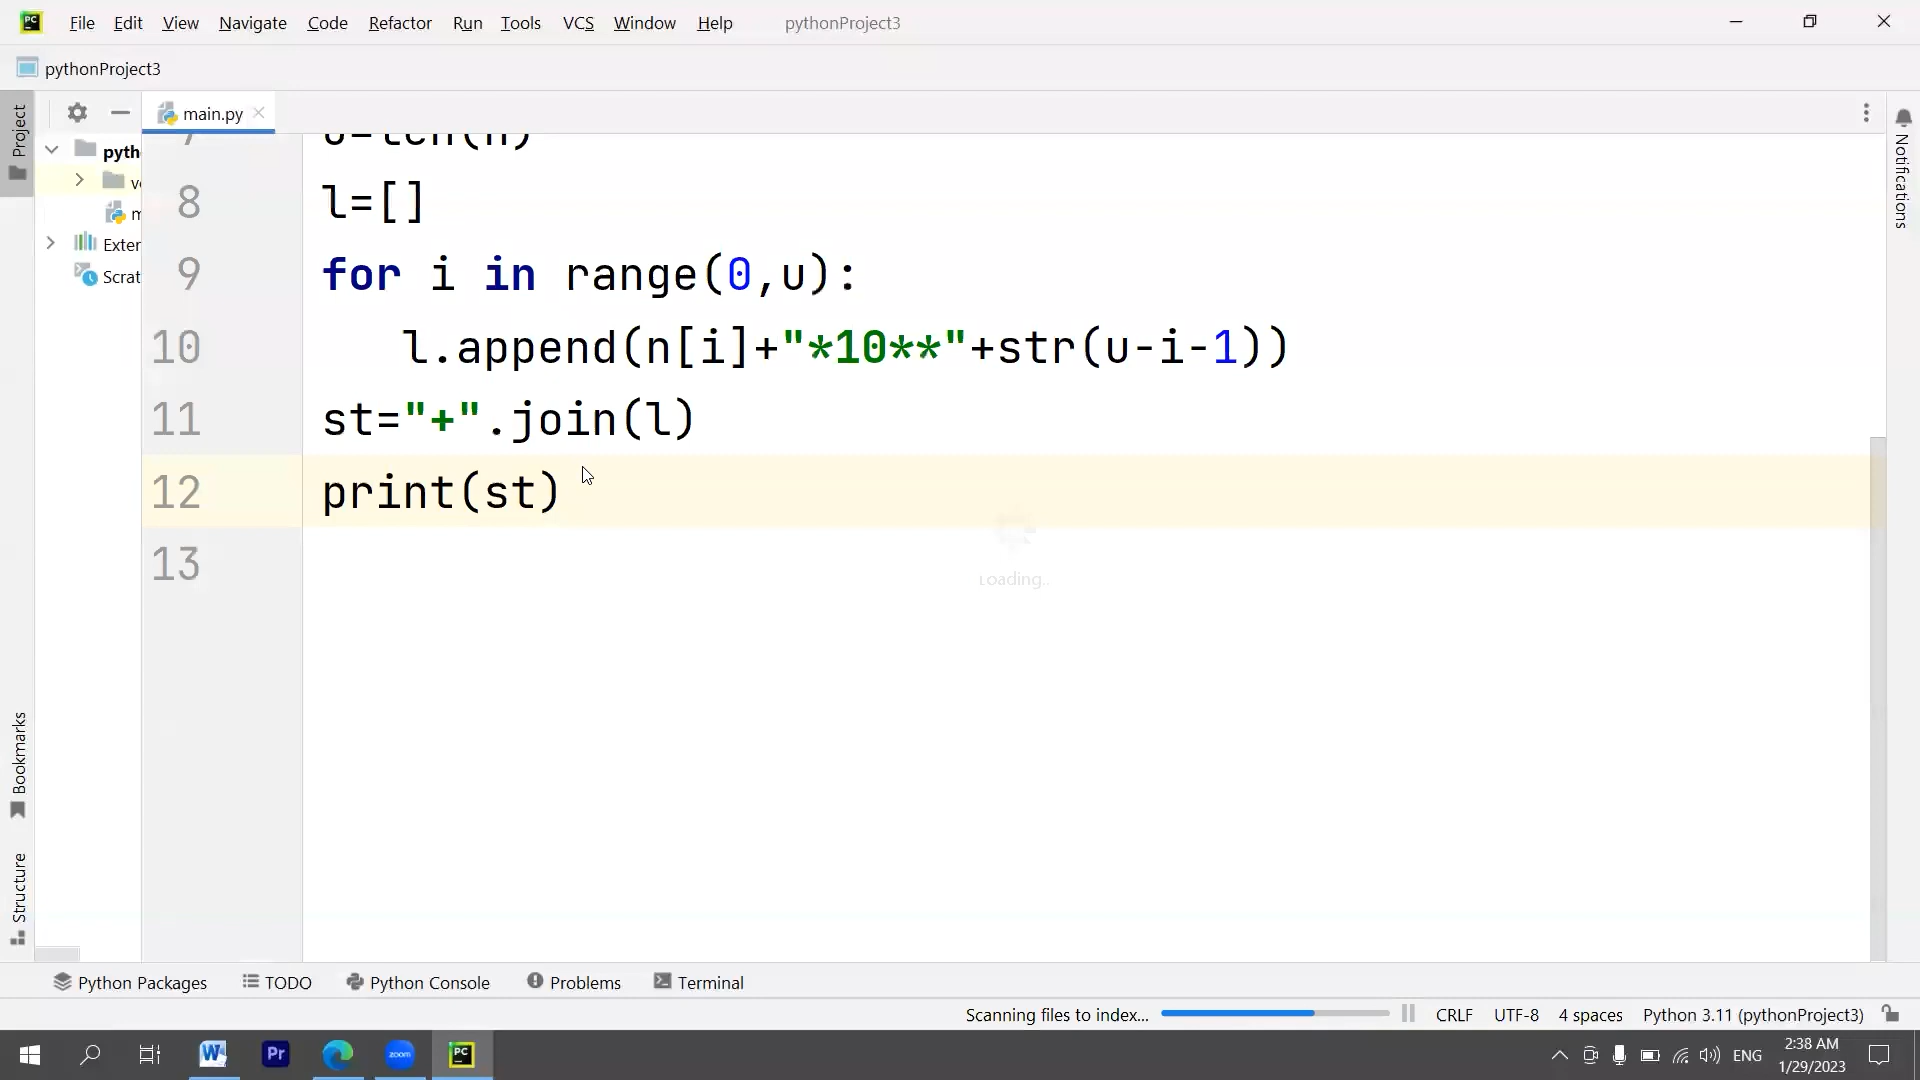 File Edit View Navigate Code Refactor Run Tools VCS Window Help pythonProject3
pythonProject3
Project
main.py
Notifications
pyth
8 l=[]
Exter
9 for i in range(0,u):
Scrat
10 l.append(n[i]+"*10**"+str(u-i-1))
11 st="+".join(l)
12 print(st)
13
Loading..
Bookmarks
Structure
Python Packages TODO Python Console Problems Terminal
Scanning files to index... CRLF UTF-8 4 spaces Python 3.11 (pythonProject3)
W Pr zoom PC ENG 2:38 AM
1/29/2023